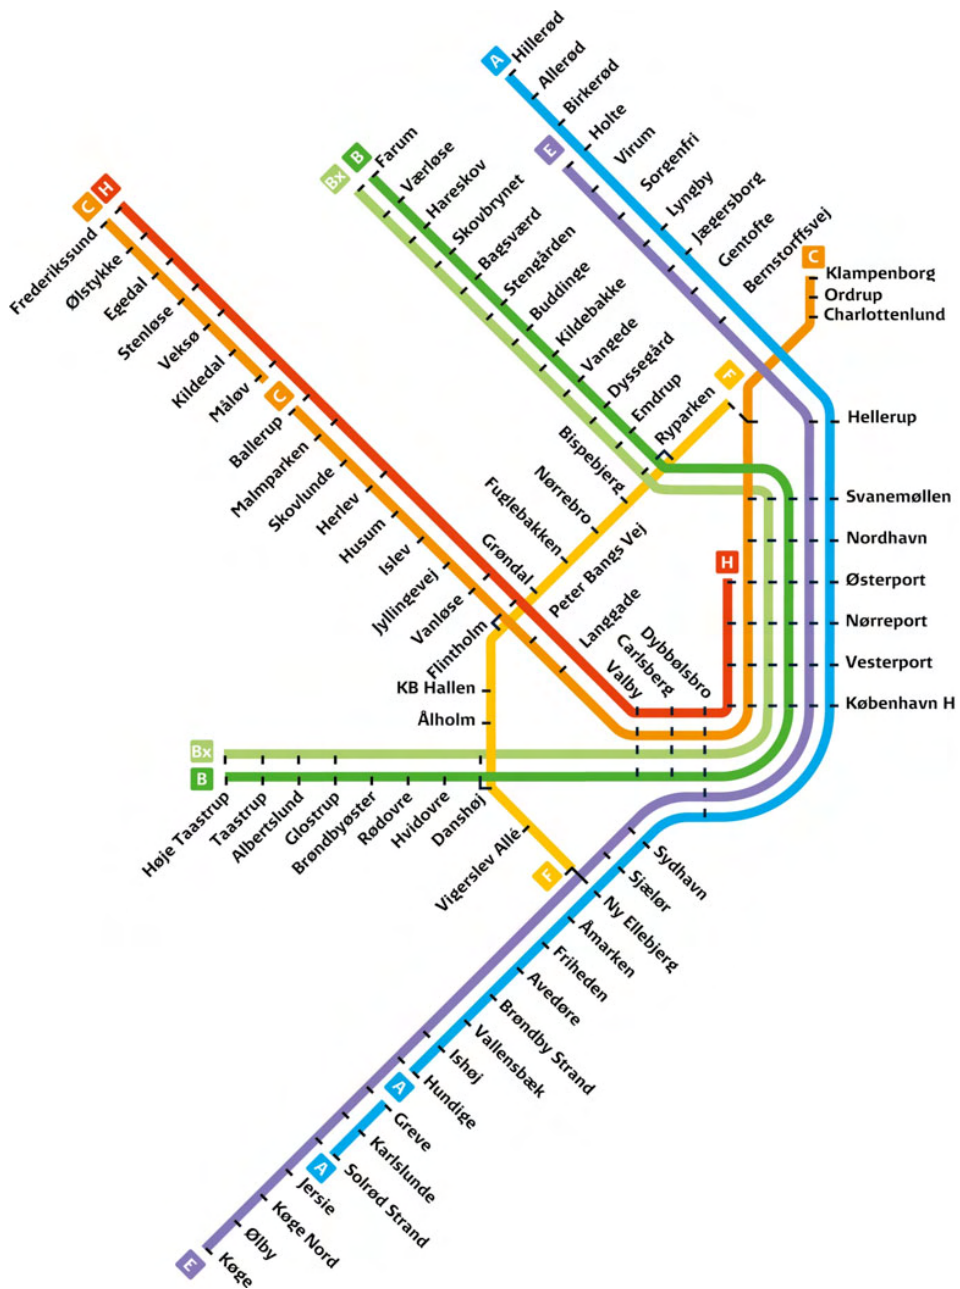 A
Hillerød
Allerød
Birkerød
Holte
E
Virum
Sorgenfri
Lyngby
Jægersborg
Gentofte
Bernstorffsvej
C
Klampenborg
Ordrup
Charlottenlund
Bx
B
Farum
Værløse
Hareskov
Skovbrynet
Bagsværd
Stengården
Buddinge
Kildebakke
Vangede
Dyssegård
Emdrup
F
Ryparken
Bispebjerg
Nørrebro
Fuglebakken
Grøndal
C
H
Frederikssund
Ølstykke
Egedal
Stenløse
Veksø
Kildedal
Måløv
C
Ballerup
Malmparken
Skovlunde
Herlev
Husum
Islev
Jyllingevej
Vanløse
Flintholm
Peter Bangs Vej
Langgade
Valby
Carlsberg
Dybbølsbro
H
Hellerup
Svanemøllen
Nordhavn
Østerport
Nørreport
Vesterport
København H
KB Hallen
Ålholm
Bx
B
Høje Taastrup
Taastrup
Albertslund
Glostrup
Brøndbyøster
Rødovre
Hvidovre
Danshøj
Vigerslev Allé
F
Sydhavn
Sjælør
Ny Ellebjerg
Åmarken
Friheden
Avedøre
Brøndby Strand
Vallensbæk
Ishøj
Hundige
A
Greve
Karlslunde
Solrød Strand
A
Jersie
Køge Nord
Ølby
Køge
E